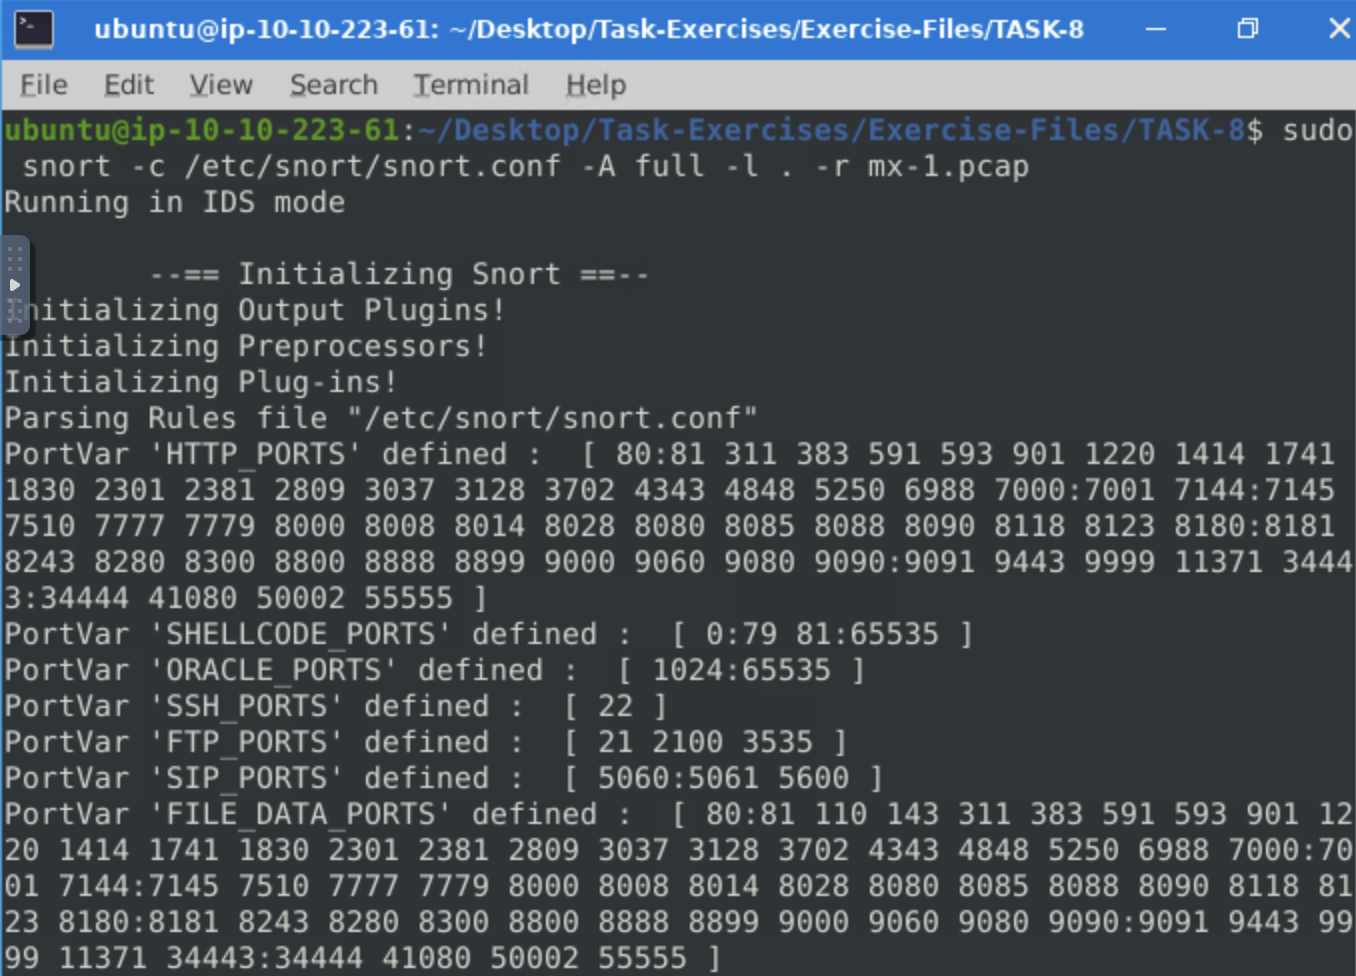 ubuntu@ip-10-10-223-61: ~/Desktop/Task-Exercises/Exercise-Files/TASK-8
File Edit View Search Terminal Help
ubuntu@ip-10-10-223-61:~/Desktop/Task-Exercises/Exercise-Files/TASK-8$ sudo
snort -c /etc/snort/snort.conf -A full -l . -r mx-1.pcap
Running in IDS mode
--== Initializing Snort ==--
Initializing Output Plugins!
Initializing Preprocessors!
Initializing Plug-ins!
Parsing Rules file "/etc/snort/snort.conf"
PortVar 'HTTP_PORTS' defined :  [ 80:81 311 383 591 593 901 1220 1414 1741
1830 2301 2381 2809 3037 3128 3702 4343 4848 5250 6988 7000:7001 7144:7145
7510 7777 7779 8000 8008 8014 8028 8080 8085 8088 8090 8118 8123 8180:8181
8243 8280 8300 8800 8888 8899 9000 9060 9080 9090:9091 9443 9999 11371 3444
3:34444 41080 50002 55555 ]
PortVar 'SHELLCODE_PORTS' defined :  [ 0:79 81:65535 ]
PortVar 'ORACLE_PORTS' defined :  [ 1024:65535 ]
PortVar 'SSH_PORTS' defined :  [ 22 ]
PortVar 'FTP_PORTS' defined :  [ 21 2100 3535 ]
PortVar 'SIP_PORTS' defined :  [ 5060:5061 5600 ]
PortVar 'FILE_DATA_PORTS' defined :  [ 80:81 110 143 311 383 591 593 901 12
20 1414 1741 1830 2301 2381 2809 3037 3128 3702 4343 4848 5250 6988 7000:70
01 7144:7145 7510 7777 7779 8000 8008 8014 8028 8080 8085 8088 8090 8118 81
23 8180:8181 8243 8280 8300 8800 8888 8899 9000 9060 9080 9090:9091 9443 99
99 11371 34443:34444 41080 50002 55555 ]